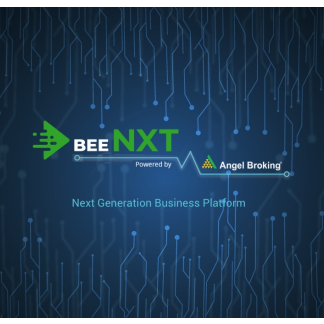 BEE NXT
Powered by
Angel Broking
Next Generation Business Platform